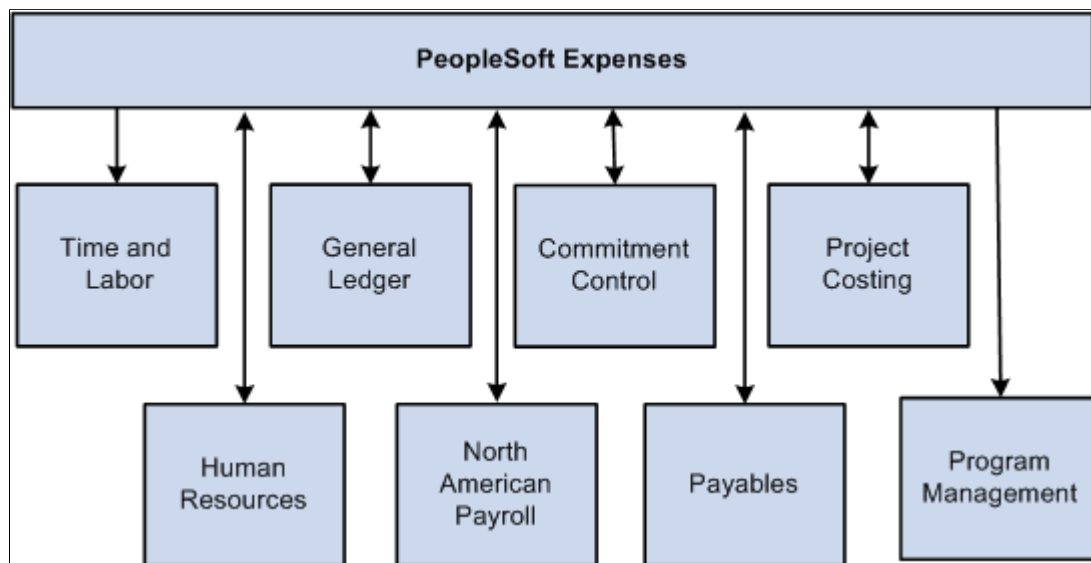 PeopleSoft Expenses
Time and
Labor
General
Ledger
Commitment
Control
Project
Costing
Human
Resources
North
American
Payroll
Payables
Program
Management